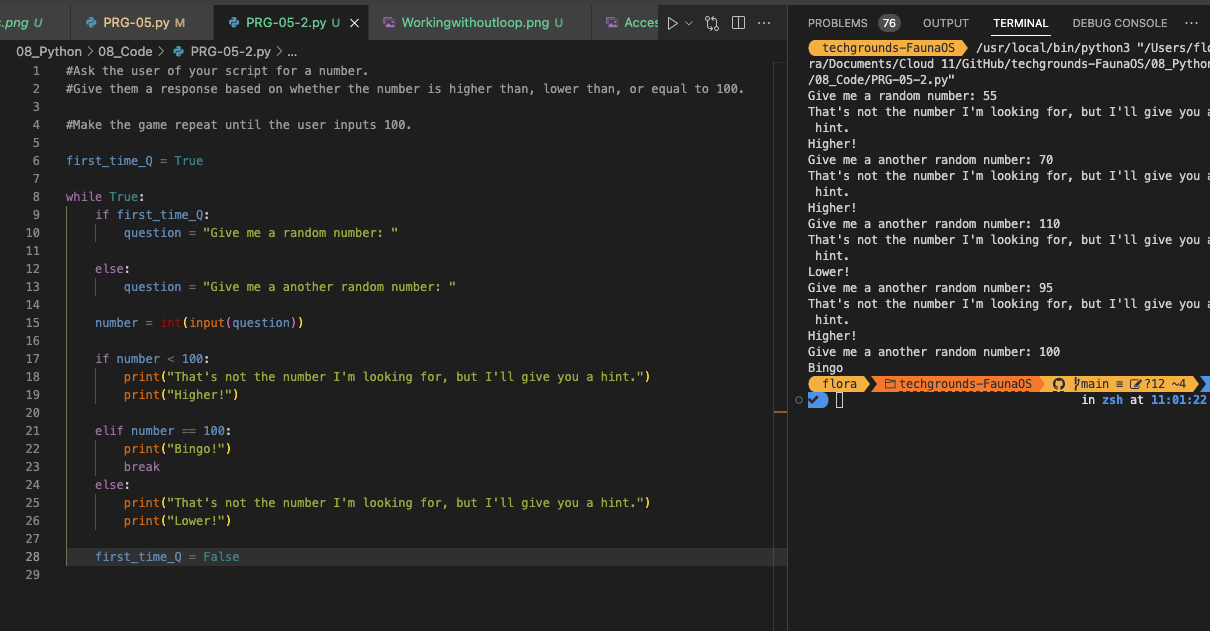 .png U
PRG-05.py M
PRG-05-2.py U
Workingwithoutloop.png U
Acces
08_Python > 08_Code > PRG-05-2.py > ...
1 #Ask the user of your script for a number.
2 #Give them a response based on whether the number is higher than, lower than, or equal to 100.
3
4 #Make the game repeat until the user inputs 100.
5
6 first_time_Q = True
7
8 while True:
9 if first_time_Q:
10 question = "Give me a random number: "
11
12 else:
13 question = "Give me a another random number: "
14
15 number = int(input(question))
16
17 if number < 100:
18 print("That's not the number I'm looking for, but I'll give you a hint.")
19 print("Higher!")
20
21 elif number == 100:
22 print("Bingo!")
23 break
24 else:
25 print("That's not the number I'm looking for, but I'll give you a hint.")
26 print("Lower!")
27
28 first_time_Q = False
29
PROBLEMS 76 OUTPUT TERMINAL DEBUG CONSOLE ...
techgrounds-FaunaOS /usr/local/bin/python3 "/Users/flo
ra/Documents/Cloud 11/GitHub/techgrounds-FaunaOS/08_Python
/08_Code/PRG-05-2.py"
Give me a random number: 55
That's not the number I'm looking for, but I'll give you a
hint.
Higher!
Give me a another random number: 70
That's not the number I'm looking for, but I'll give you a
hint.
Higher!
Give me a another random number: 110
That's not the number I'm looking for, but I'll give you a
hint.
Lower!
Give me a another random number: 95
That's not the number I'm looking for, but I'll give you a
hint.
Higher!
Give me a another random number: 100
Bingo
flora techgrounds-FaunaOS main ≡ ?12 ~4
in zsh at 11:01:22